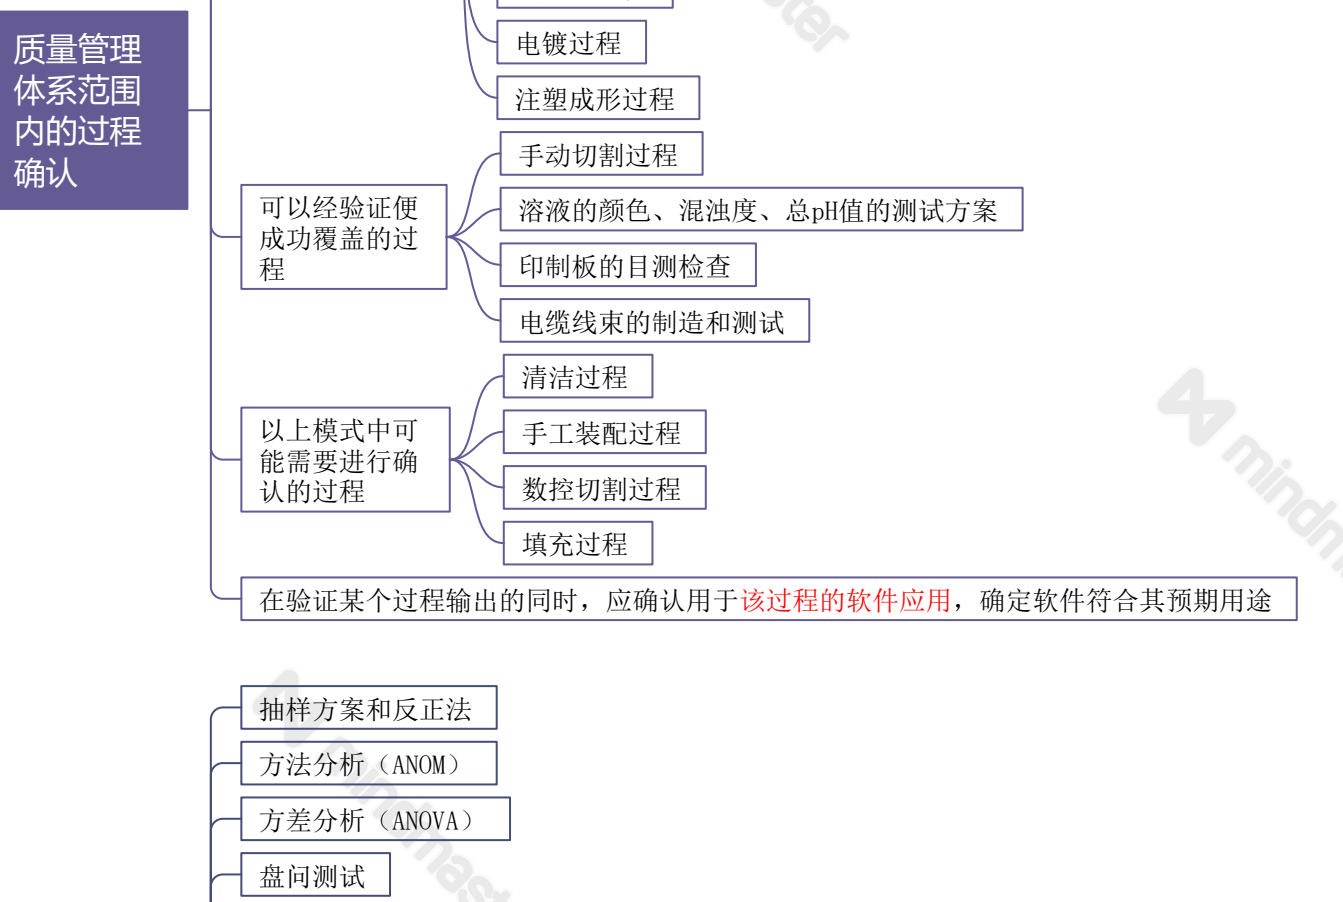 质量管理
体系范围
内的过程
确认
电镀过程
注塑成形过程
可以经验证便
成功覆盖的过
程
手动切割过程
溶液的颜色、混浊度、总pH值的测试方案
印制板的目测检查
电缆线束的制造和测试
以上模式中可
能需要进行确
认的过程
清洁过程
手工装配过程
数控切割过程
填充过程
在验证某个过程输出的同时，应确认用于该过程的软件应用，确定软件符合其预期用途
抽样方案和反正法
方法分析（ANOM）
方差分析（ANOVA）
盘问测试
mindmast